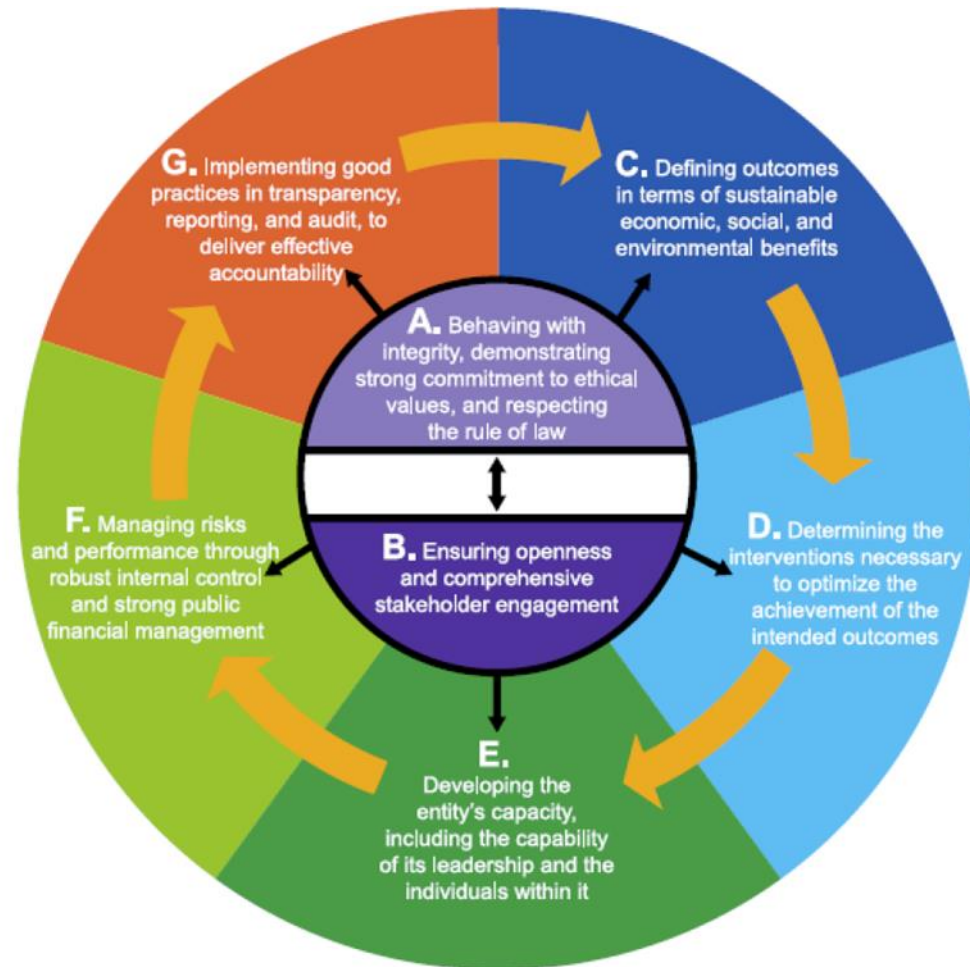 A. Behaving with
integrity, demonstrating
strong commitment to ethical
values, and respecting
the rule of law
B. Ensuring openness
and comprehensive
stakeholder engagement
C. Defining outcomes
in terms of sustainable
economic, social, and
environmental benefits
D. Determining the
interventions necessary
to optimize the
achievement of the
intended outcomes
E.
Developing the
entity's capacity,
including the capability
of its leadership and the
individuals within it
F. Managing risks
and performance through
robust internal control
and strong public
financial management
G. Implementing good
practices in transparency,
reporting, and audit, to
deliver effective
accountability